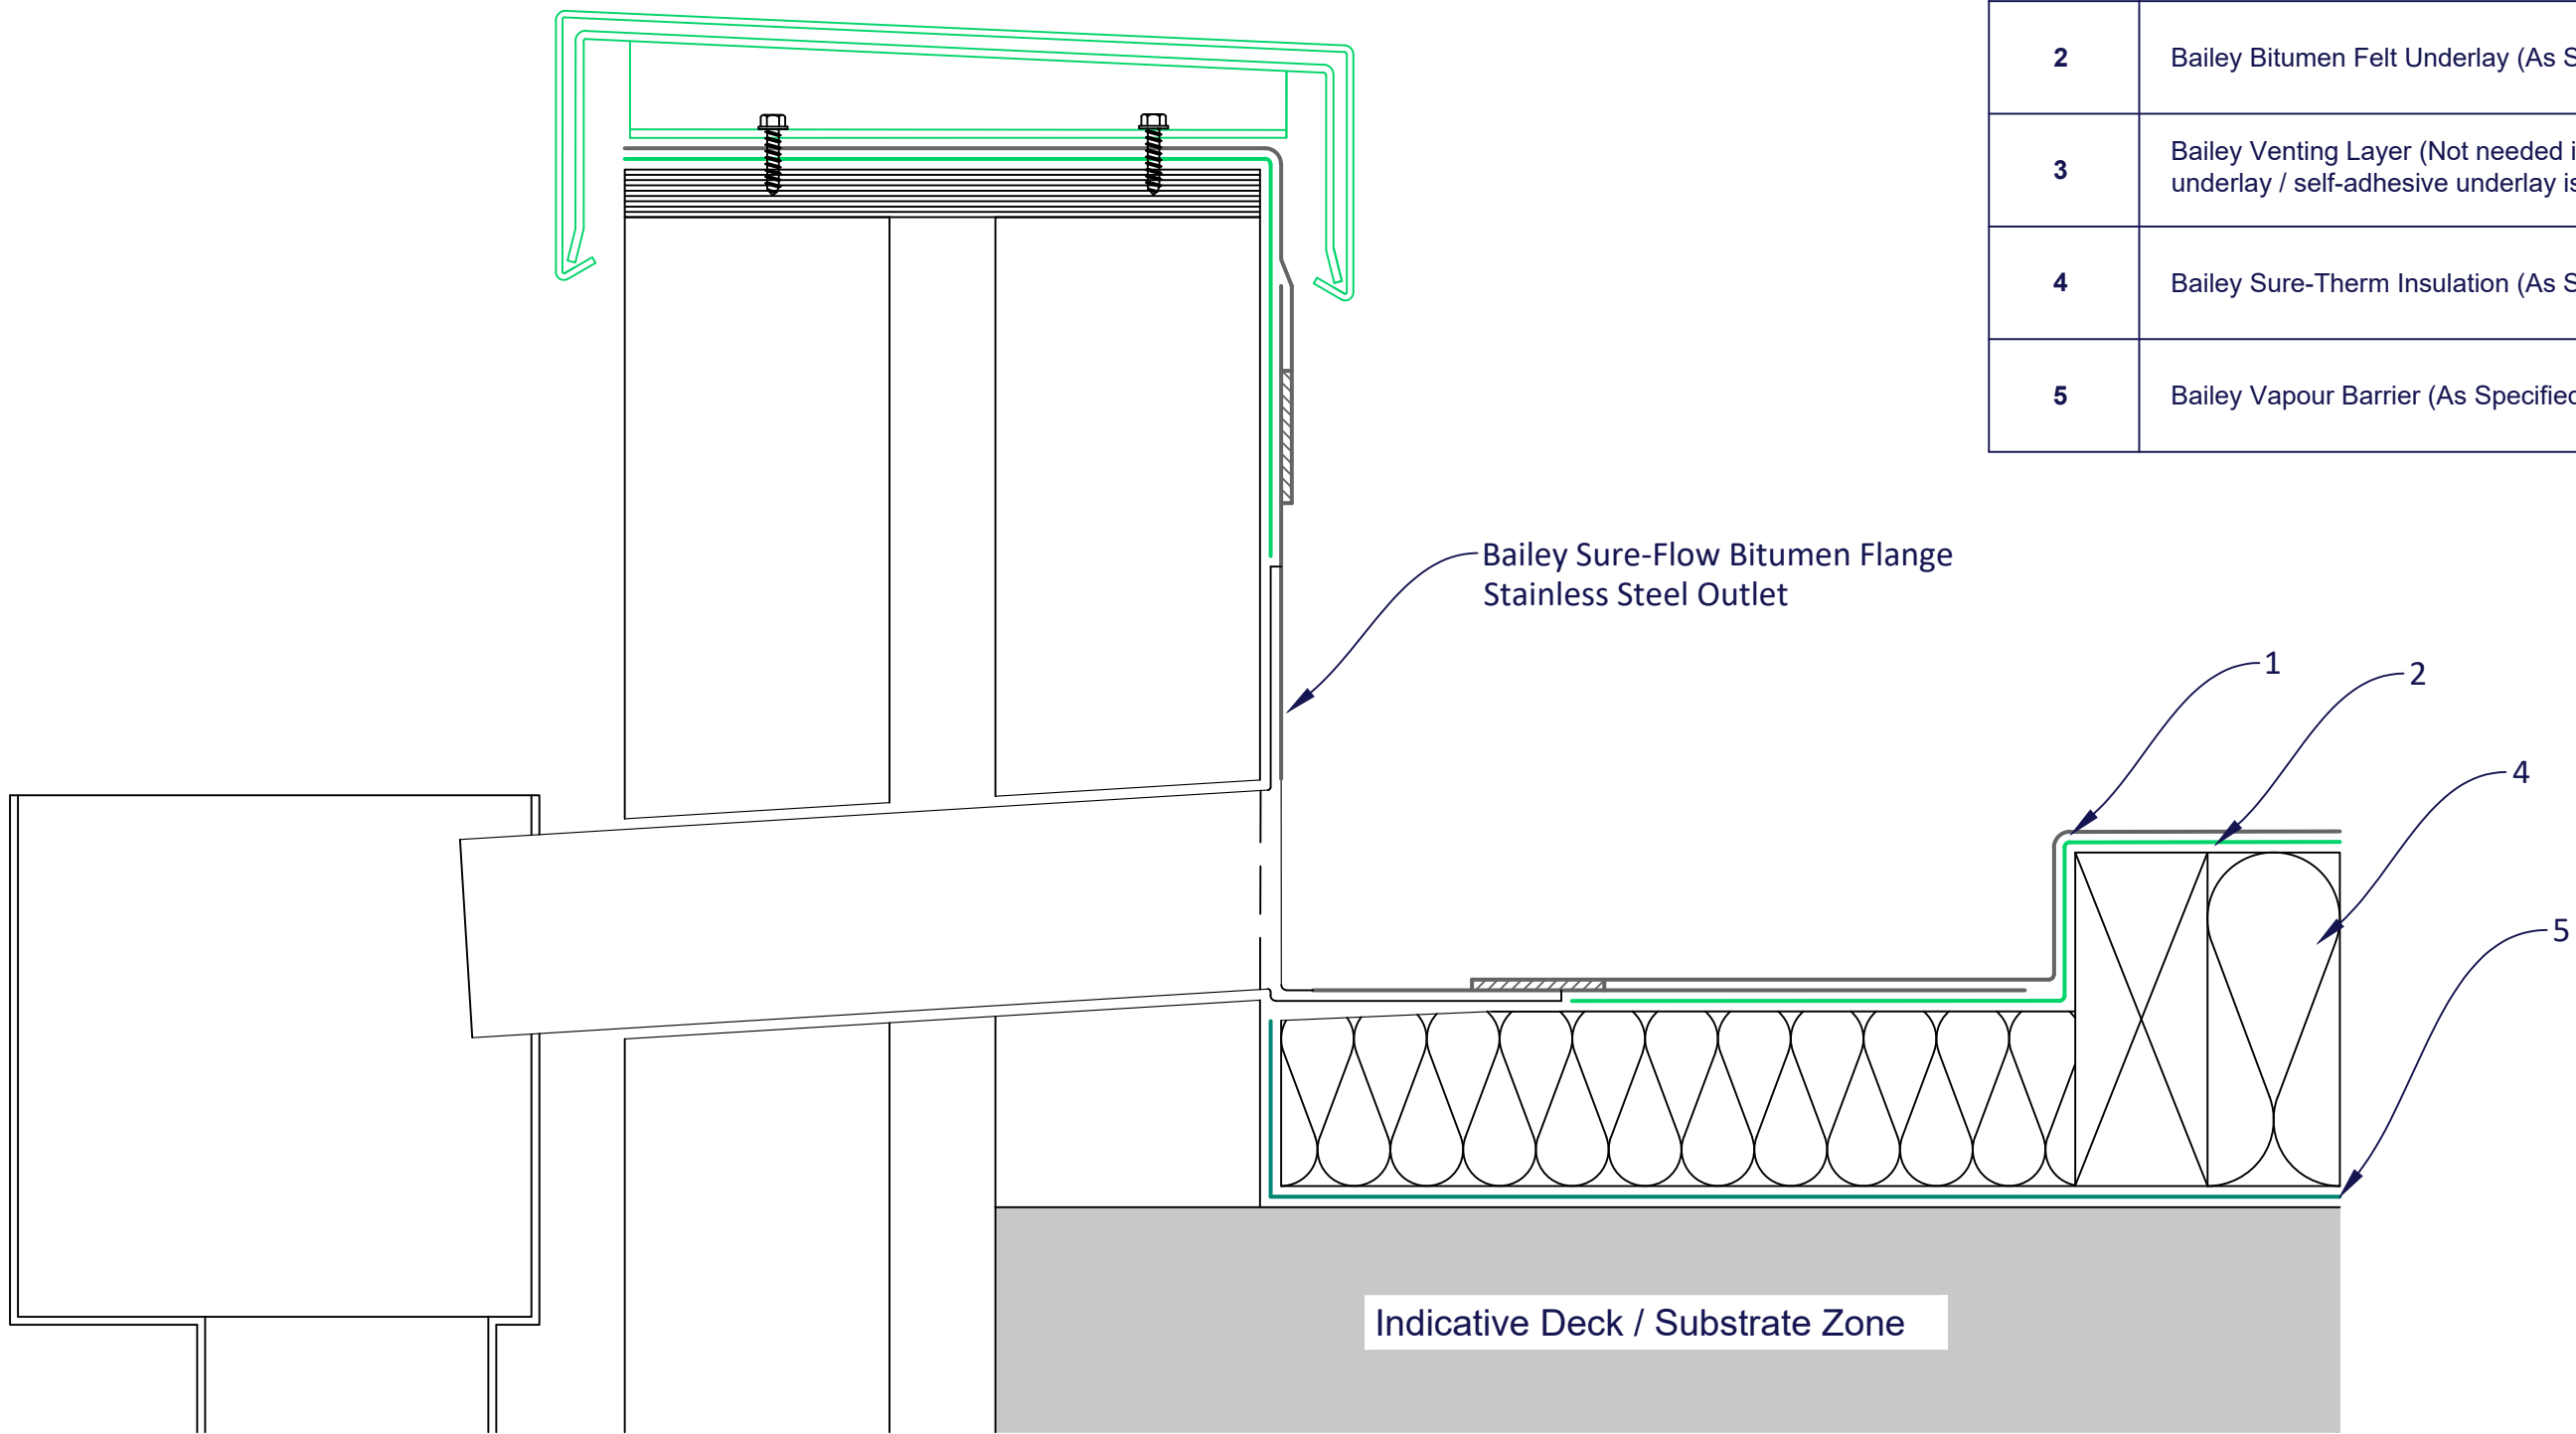 2
Bailey Bitumen Felt Underlay (As S
3
Bailey Venting Layer (Not needed i
underlay / self-adhesive underlay is
4
Bailey Sure-Therm Insulation (As S
5
Bailey Vapour Barrier (As Specified
Bailey Sure-Flow Bitumen Flange
Stainless Steel Outlet
1
2
4
5
Indicative Deck / Substrate Zone